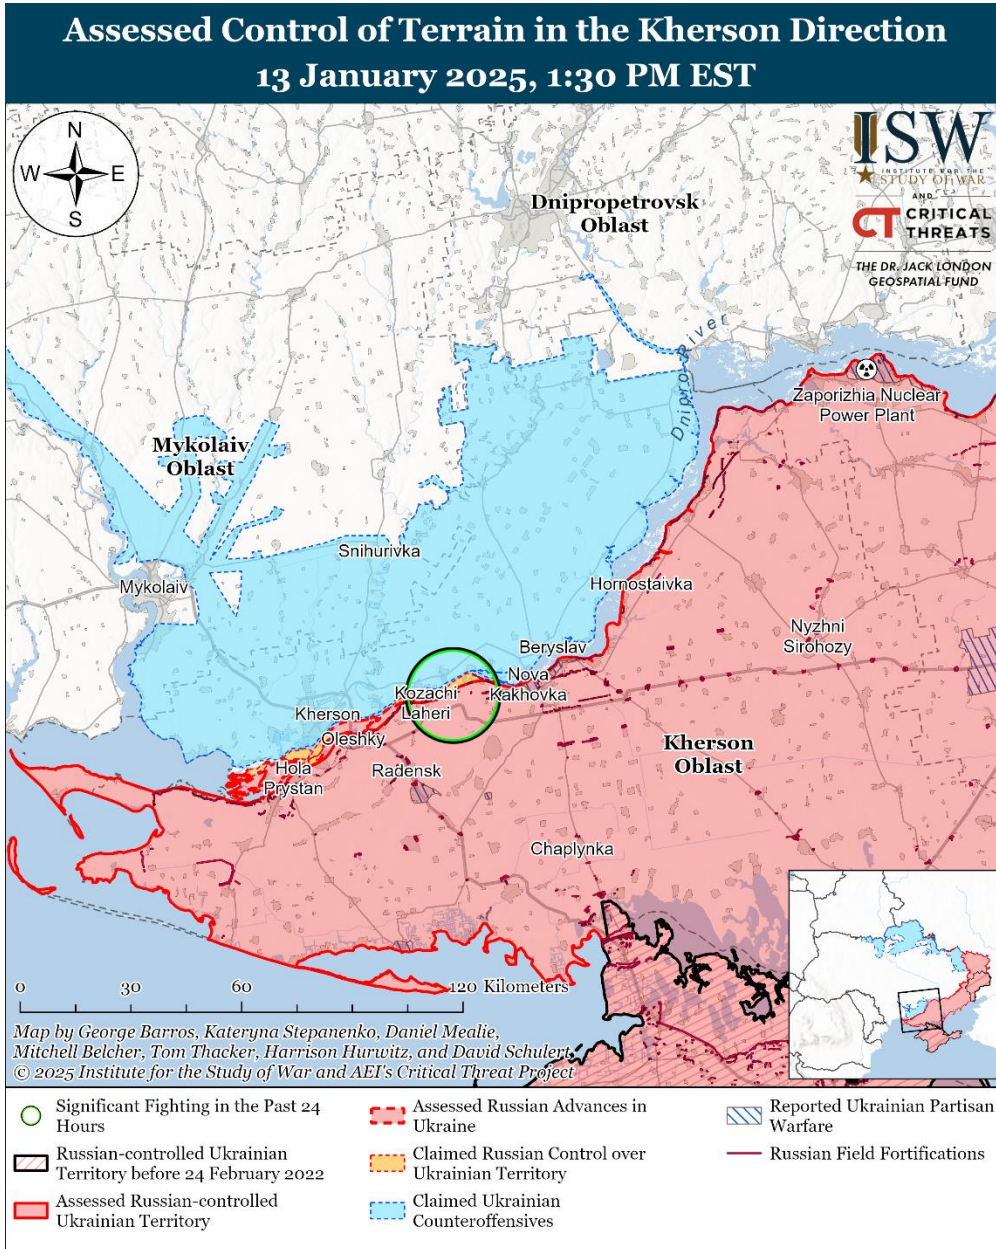 Assessed Control of Terrain in the Kherson Direction
13 January 2025, 1:30 PM EST
N
W
E
S
ISW
INSTITUTE FOR THE
STUDY OF WAR
AND
CT CRITICAL
THREATS
THE DR. JACK LONDON
GEOSPATIAL FUND
Dnipropetrovsk
Oblast
Dnipro River
Zaporizhia Nuclear
Power Plant
Mykolaiv
Oblast
Snihurivka
Mykolaiv
Hornostaivka
Nyzhni
Sirohozy
Beryslav
Nova
Kakhovka
Kozachi
Laheri
Kherson
Oleshky
Kherson
Oblast
Hola
Prystan
Radensk
Chaplynka
0 30 60 120 Kilometers
Map by George Barros, Kateryna Stepanenko, Daniel Mealie,
Mitchell Belcher, Tom Thacker, Harrison Hurwitz, and David Schulert
© 2025 Institute for the Study of War and AEI's Critical Threat Project
Significant Fighting in the Past 24
Hours
Russian-controlled Ukrainian
Territory before 24 February 2022
Assessed Russian-controlled
Ukrainian Territory
Assessed Russian Advances in
Ukraine
Claimed Russian Control over
Ukrainian Territory
Claimed Ukrainian
Counteroffensives
Reported Ukrainian Partisan
Warfare
Russian Field Fortifications